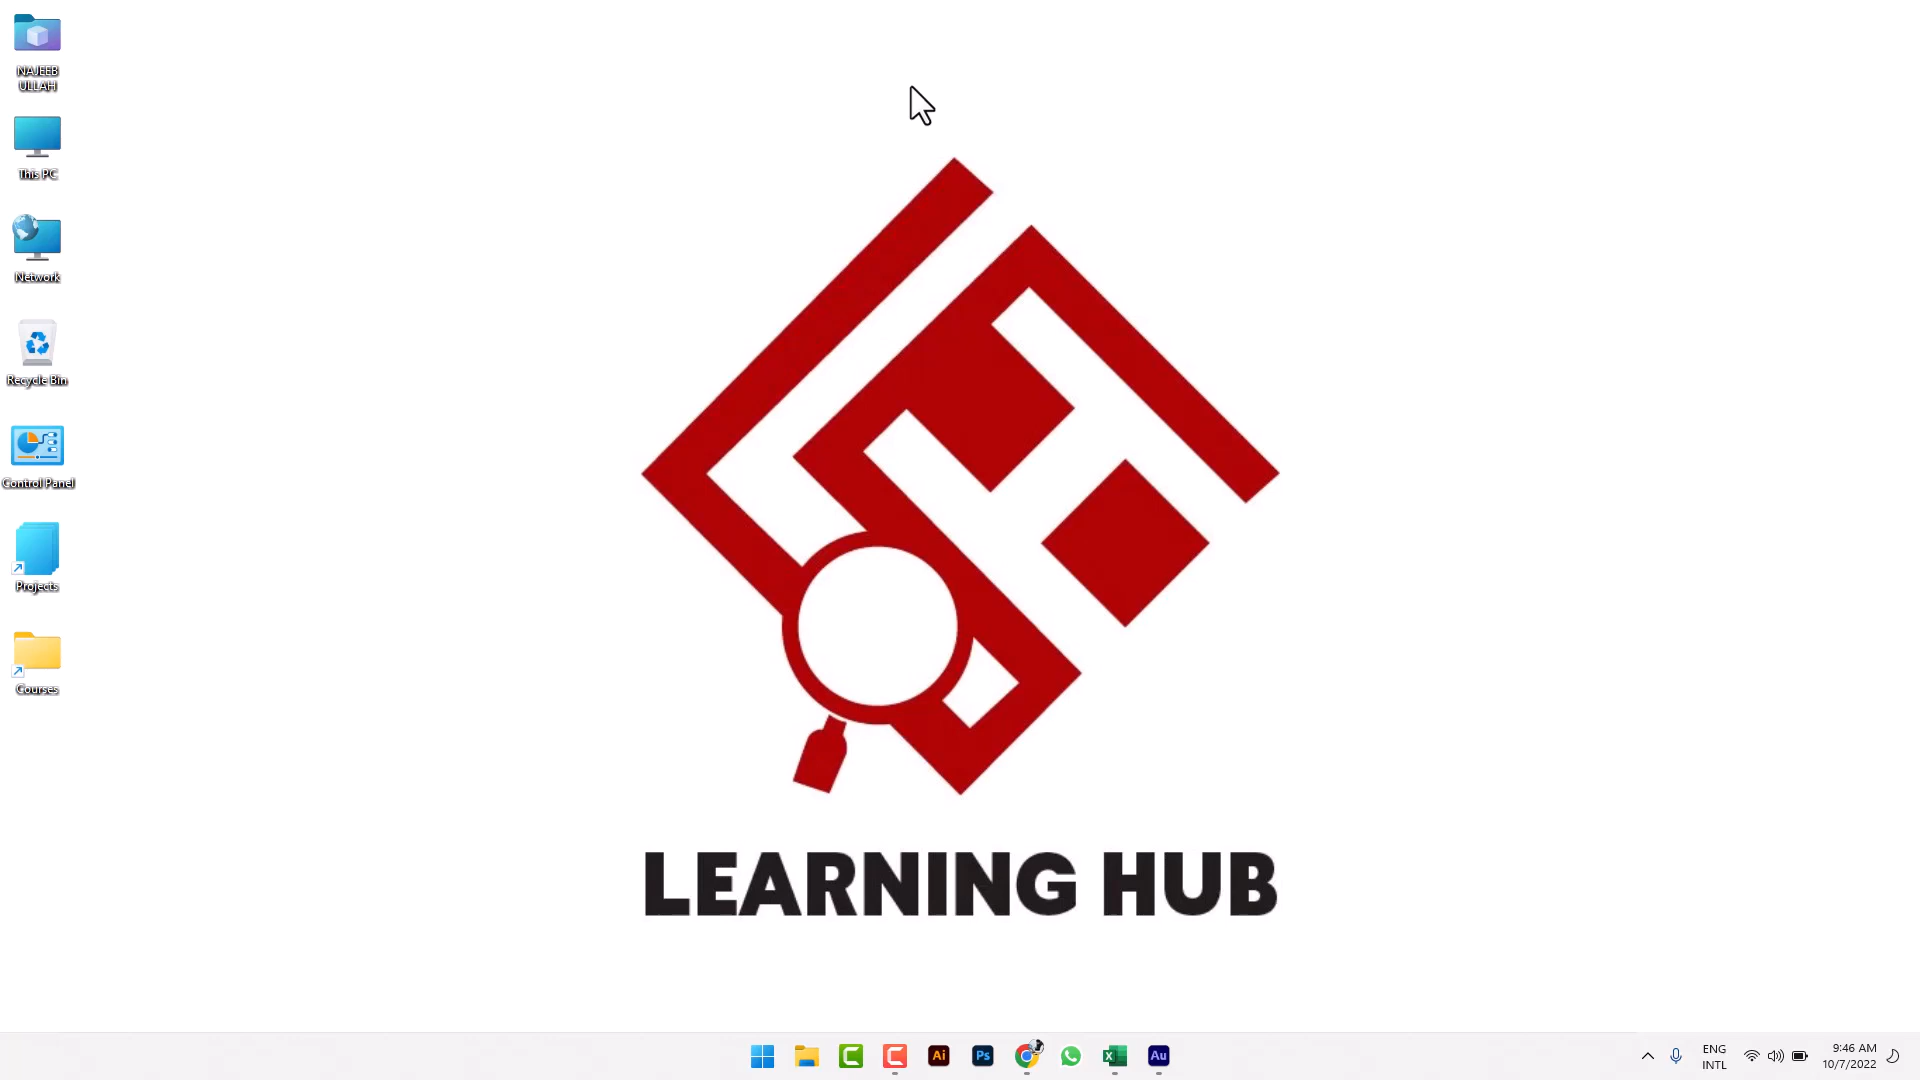 NAJEEB
ULLAH
This PC
Network
Recycle Bin
Control Panel
Projects
Courses
LEARNING HUB
Ai
Ps
Au
ENG
INTL
9:46 AM
10/7/2022